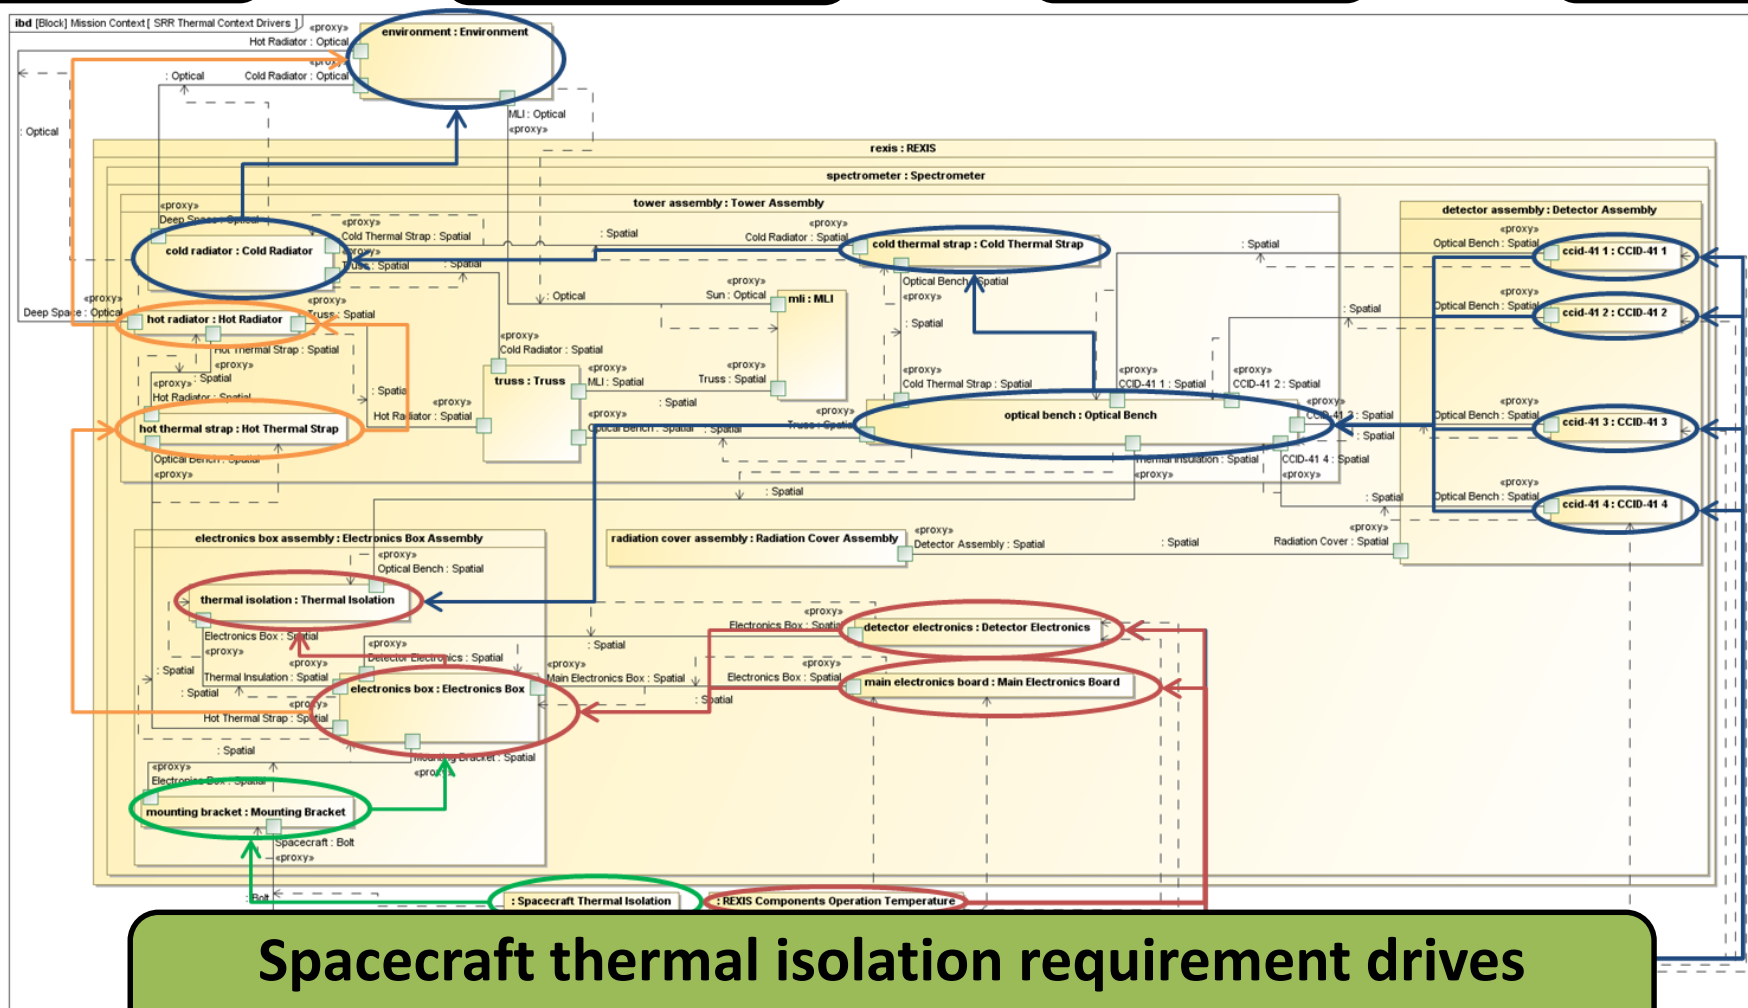 ibd [Block] Mission Context [ SRR Thermal Context Drivers ]
«proxy»
Hot Radiator : Optical
environment : Environment
«proxy»
: Optical
Cold Radiator : Optical
MLI : Optical
«proxy»
: Optical
rexis : REXIS
spectrometer : Spectrometer
tower assembly : Tower Assembly
detector assembly : Detector Assembly
«proxy»
Deep Space : Optical
«proxy»
Cold Thermal Strap : Spatial
«proxy»
Cold Radiator : Spatial
: Spatial
cold thermal strap : Cold Thermal Strap
: Spatial
«proxy»
Optical Bench : Spatial
ccid-41 1 : CCID-41 1
cold radiator : Cold Radiator
«proxy»
Truss : Spatial
: Spatial
Optical Bench : Spatial
«proxy»
«proxy»
Optical Bench : Spatial
ccid-41 2 : CCID-41 2
: Optical
Sun : Optical
mli : MLI
«proxy»
Deep Space : Optical
hot radiator : Hot Radiator
«proxy»
Truss : Spatial
: Spatial
: Spatial
Hot Thermal Strap : Spatial
«proxy»
Cold Radiator : Spatial
«proxy»
: Spatial
«proxy»
Hot Radiator : Spatial
: Spatial
truss : Truss
«proxy»
MLI : Spatial
«proxy»
Truss : Spatial
«proxy»
Cold Thermal Strap : Spatial
«proxy»
CCID-41 1 : Spatial
«proxy»
CCID-41 2 : Spatial
: Spatial
«proxy»
Hot Radiator : Spatial
«proxy»
Optical Bench : Spatial
: Spatial
«proxy»
Truss : Spatial
optical bench : Optical Bench
«proxy»
CCID-41 3 : Spatial
: Spatial
«proxy»
Optical Bench : Spatial
ccid-41 3 : CCID-41 3
hot thermal strap : Hot Thermal Strap
Optical Bench : Spatial
«proxy»
Thermal Insulation : Spatial
«proxy»
CCID-41 4 : Spatial
«proxy»
: Spatial
: Spatial
«proxy»
Optical Bench : Spatial
ccid-41 4 : CCID-41 4
electronics box assembly : Electronics Box Assembly
radiation cover assembly : Radiation Cover Assembly
«proxy»
Detector Assembly : Spatial
: Spatial
«proxy»
Radiation Cover : Spatial
«proxy»
Optical Bench : Spatial
thermal isolation : Thermal Isolation
Electronics Box : Spatial
«proxy»
«proxy»
Detector Electronics : Spatial
: Spatial
«proxy»
Electronics Box : Spatial
detector electronics : Detector Electronics
: Spatial
«proxy»
Thermal Insulation : Spatial
: Spatial
electronics box : Electronics Box
«proxy»
Main Electronics Box : Spatial
«proxy»
Electronics Box : Spatial
main electronics board : Main Electronics Board
: Spatial
«proxy»
Hot Thermal Strap : Spatial
: Spatial
Mounting Bracket : Spatial
«proxy»
«proxy»
Electronics Box : Spatial
mounting bracket : Mounting Bracket
Spacecraft : Bolt
«proxy»
: Bolt
: Spacecraft Thermal Isolation
: REXIS Components Operation Temperature
Spacecraft thermal isolation requirement drives